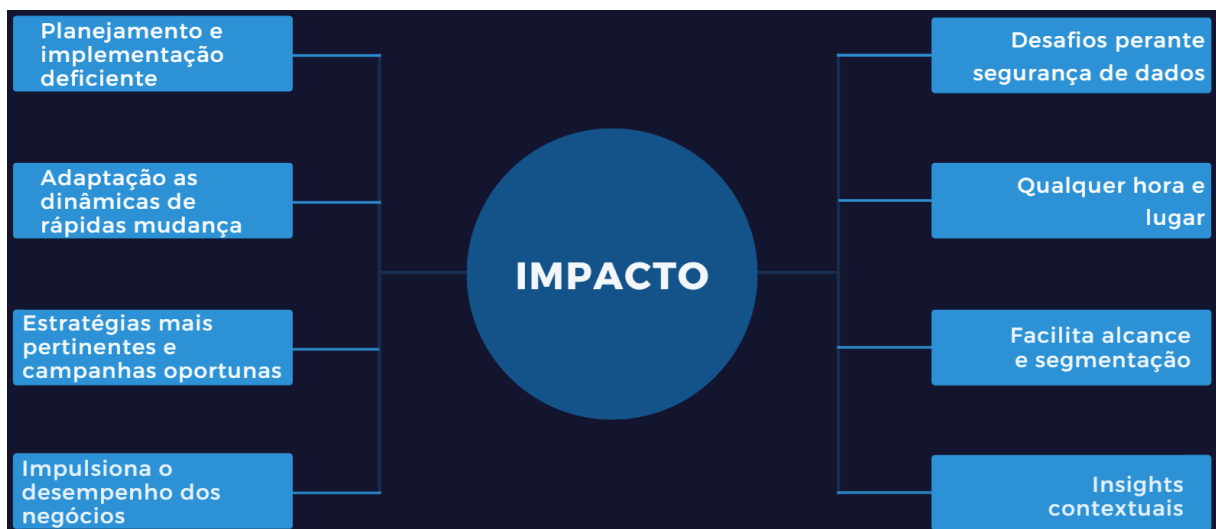 Planejamento e
implementação
deficiente
Adaptação as
dinâmicas de
rápidas mudança
Estratégias mais
pertinentes e
campanhas oportunas
Impulsiona o
desempenho dos
negócios
IMPACTO
Desafios perante
segurança de dados
Qualquer hora e
lugar
Facilita alcance
e segmentação
Insights
contextuais